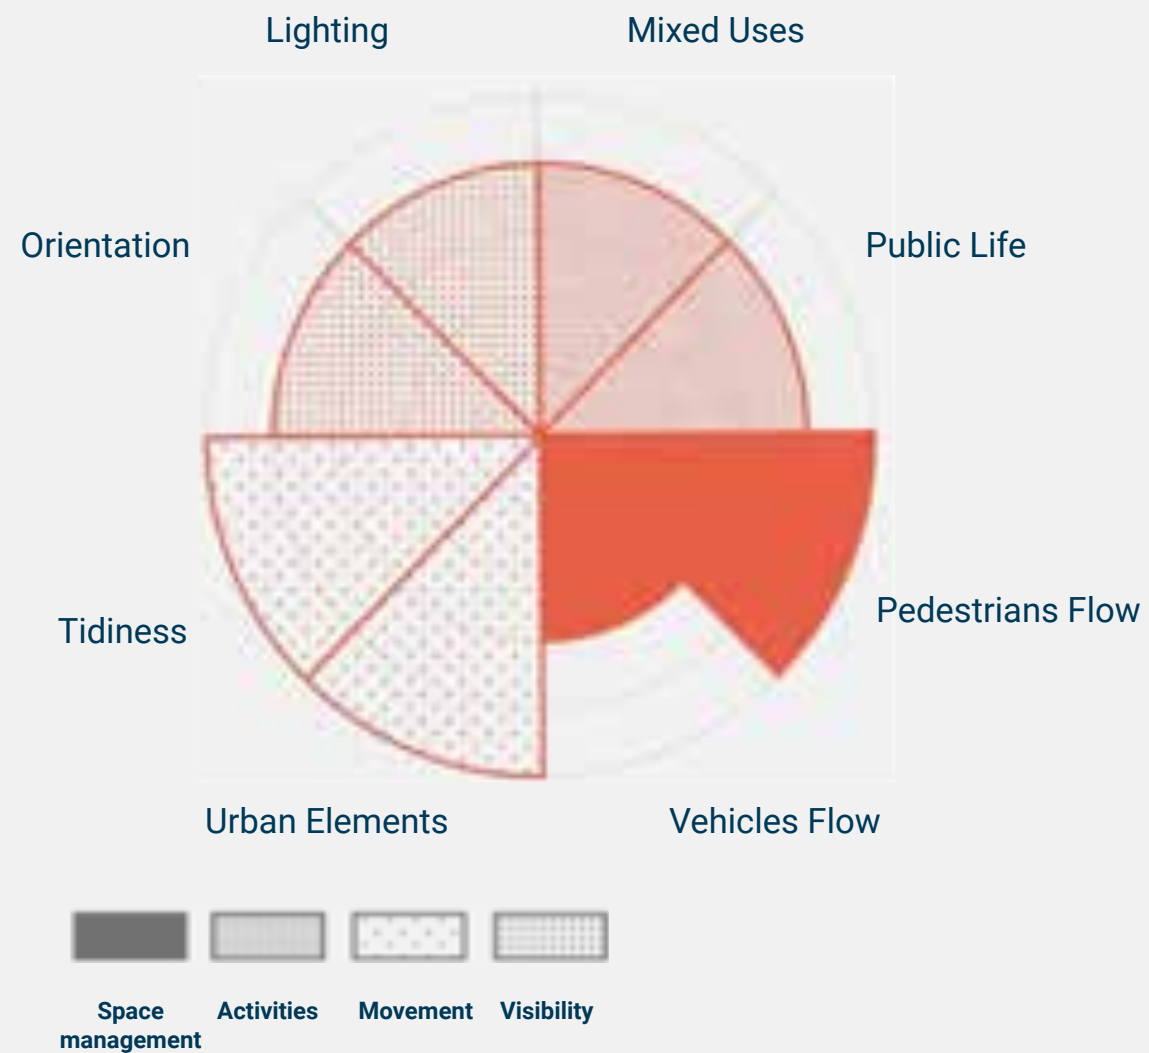 Lighting
Mixed Uses
Orientation
Public Life
Pedestrians Flow
Tidiness
Urban Elements
Vehicles Flow
Space
management
Activities
Movement
Visibility